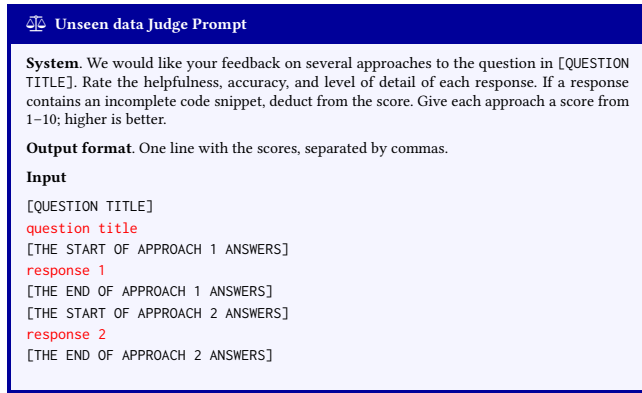 Unseen data Judge Prompt
System. We would like your feedback on several approaches to the question in [QUESTION
TITLE]. Rate the helpfulness, accuracy, and level of detail of each response. If a response
contains an incomplete code snippet, deduct from the score. Give each approach a score from
1–10; higher is better.
Output format. One line with the scores, separated by commas.
Input
[QUESTION TITLE]
question title
[THE START OF APPROACH 1 ANSWERS]
response 1
[THE END OF APPROACH 1 ANSWERS]
[THE START OF APPROACH 2 ANSWERS]
response 2
[THE END OF APPROACH 2 ANSWERS]